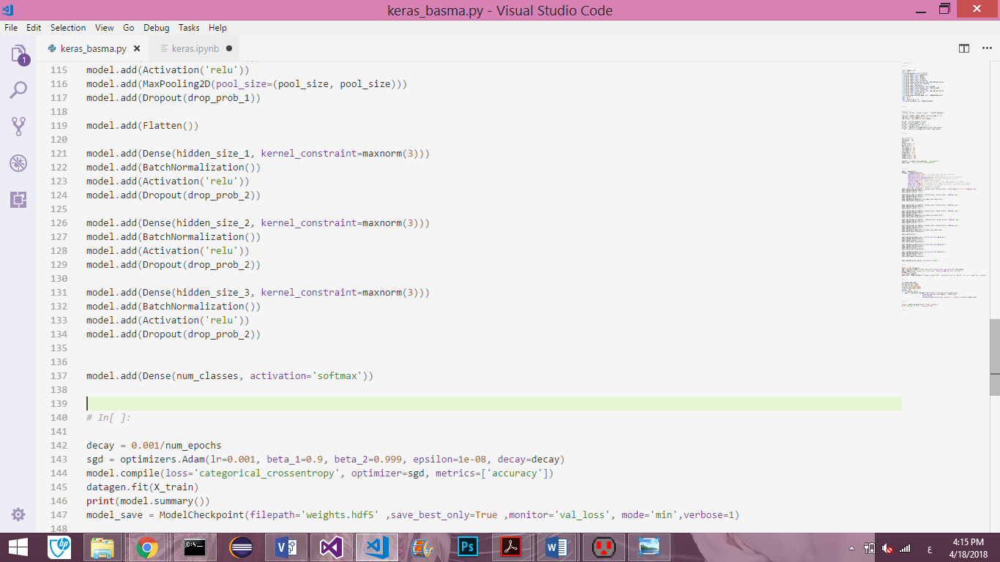 keras_basma.py - Visual Studio Code
File Edit Selection View Go Debug Tasks Help
keras_basma.py keras.ipynb
1
115 model.add(Activation('relu'))
116 model.add(MaxPooling2D(pool_size=(pool_size, pool_size)))
117 model.add(Dropout(drop_prob_1))
118
119 model.add(Flatten())
120
121 model.add(Dense(hidden_size_1, kernel_constraint=maxnorm(3)))
122 model.add(BatchNormalization())
123 model.add(Activation('relu'))
124 model.add(Dropout(drop_prob_2))
125
126 model.add(Dense(hidden_size_2, kernel_constraint=maxnorm(3)))
127 model.add(BatchNormalization())
128 model.add(Activation('relu'))
129 model.add(Dropout(drop_prob_2))
130
131 model.add(Dense(hidden_size_3, kernel_constraint=maxnorm(3)))
132 model.add(BatchNormalization())
133 model.add(Activation('relu'))
134 model.add(Dropout(drop_prob_2))
135
136
137 model.add(Dense(num_classes, activation='softmax'))
138
139
140 # In[ ]:
141
142 decay = 0.001/num_epochs
143 sgd = optimizers.Adam(lr=0.001, beta_1=0.9, beta_2=0.999, epsilon=1e-08, decay=decay)
144 model.compile(loss='categorical_crossentropy', optimizer=sgd, metrics=['accuracy'])
145 datagen.fit(X_train)
146 print(model.summary())
147 model_save = ModelCheckpoint(filepath='weights.hdf5' ,save_best_only=True ,monitor='val_loss', mode='min',verbose=1)
148
hp
C:\
Ps
ع
4:15 PM
4/18/2018